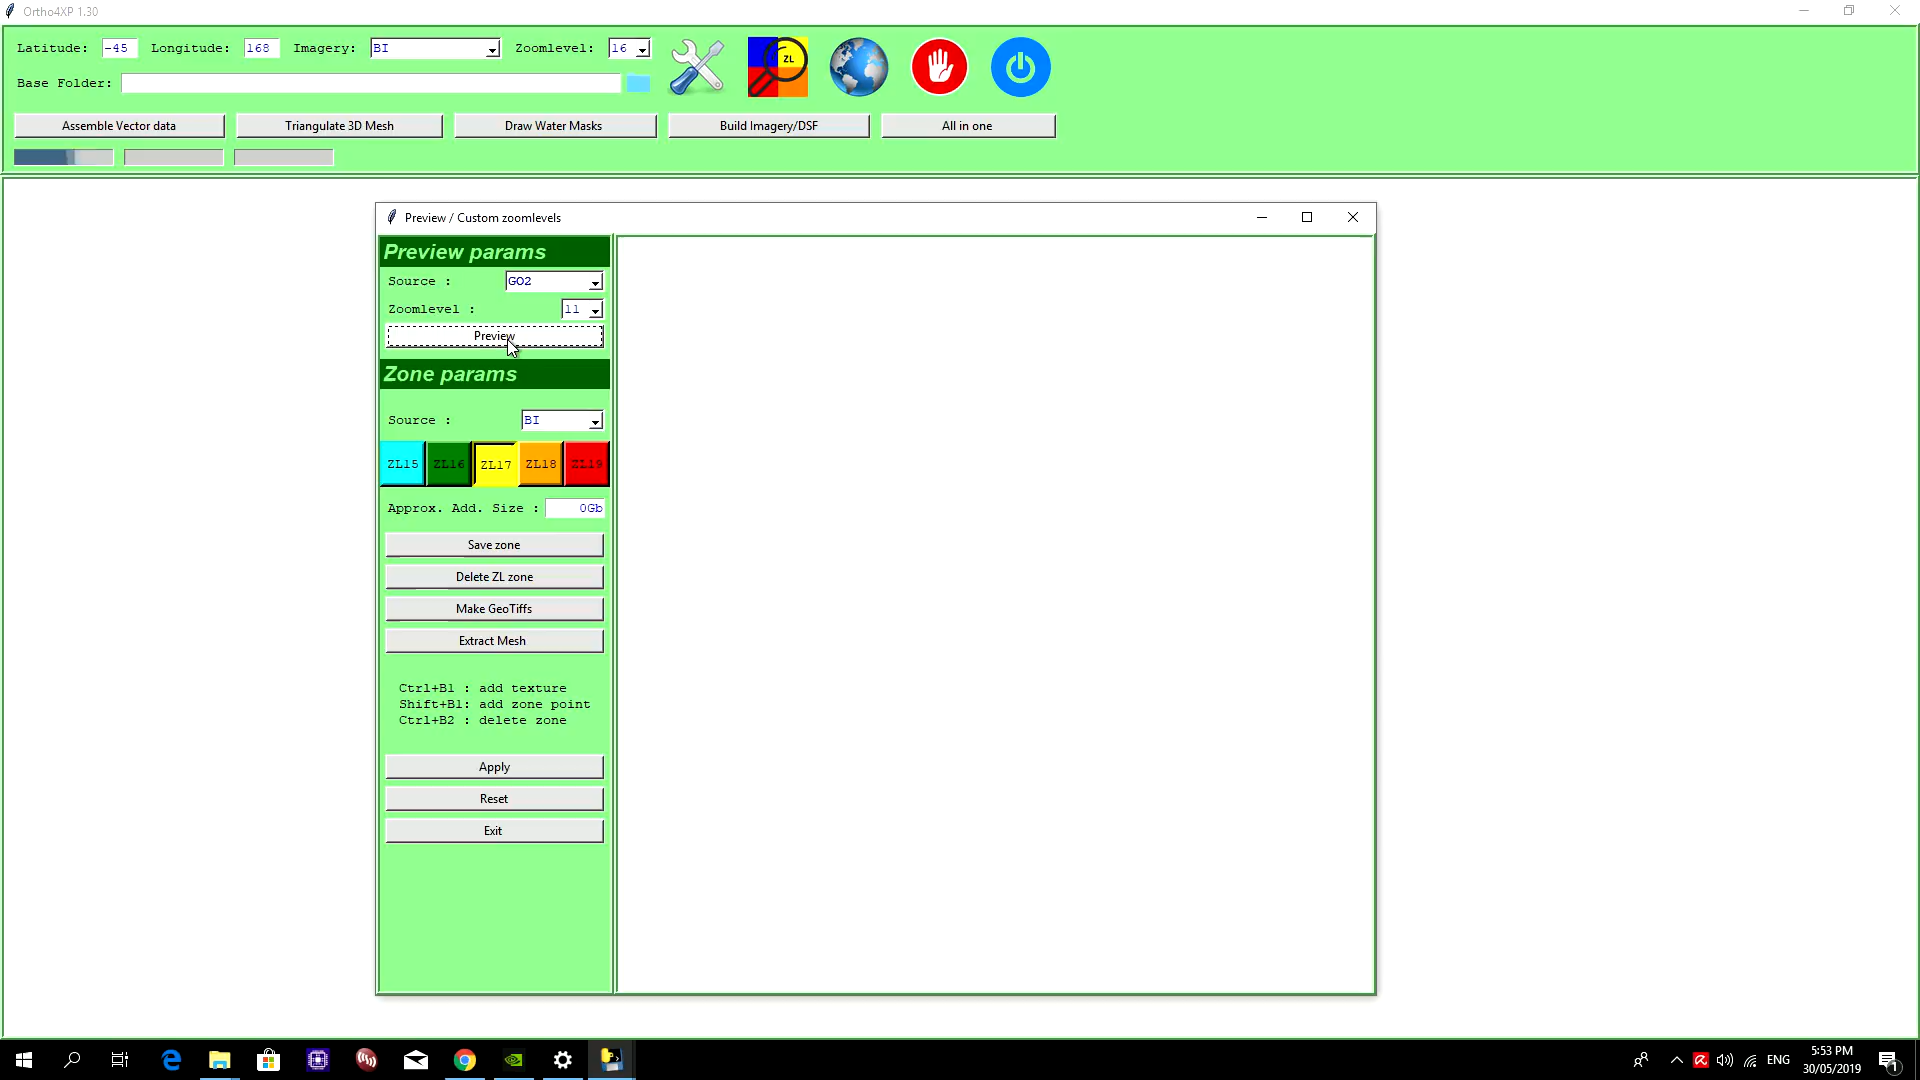 Ortho4XP 1.30
Latitude: -45 Longitude: 168 Imagery: BI Zoomlevel: 16
ZL
Base Folder:
Assemble Vector data Triangulate 3D Mesh Draw Water Masks Build Imagery/DSF All in one
Preview / Custom zoomlevels
Preview params
Source : GO2
Zoomlevel : 11
Preview
Zone params
Source : BI
ZL15 ZL16 ZL17 ZL18 ZL19
Approx. Add. Size : 0Gb
Save zone
Delete ZL zone
Make GeoTiffs
Extract Mesh
Ctrl+B1 : add texture
Shift+B1: add zone point
Ctrl+B2 : delete zone
Apply
Reset
Exit
ENG
5:53 PM
30/05/2019
1